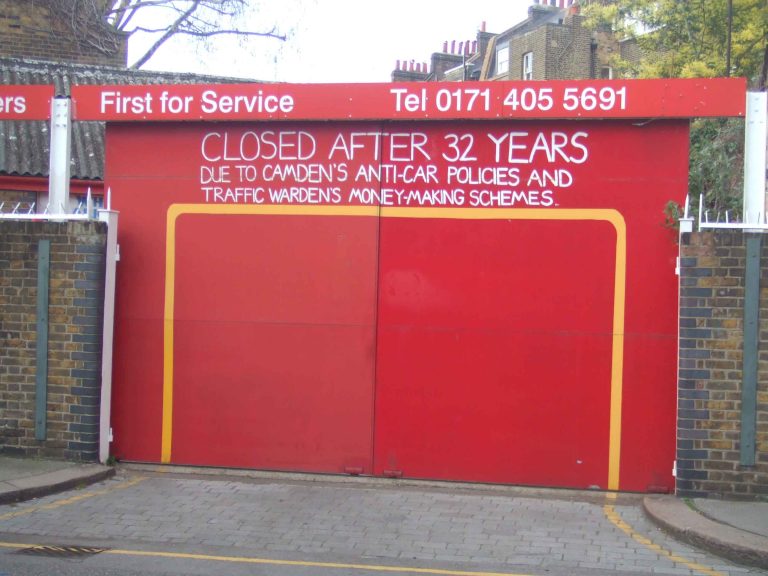 ers First for Service Tel 0171 405 5691
CLOSED AFTER 32 YEARS
DUE TO CAMDEN'S ANTI-CAR POLICIES AND
TRAFFIC WARDEN'S MONEY-MAKING SCHEMES.